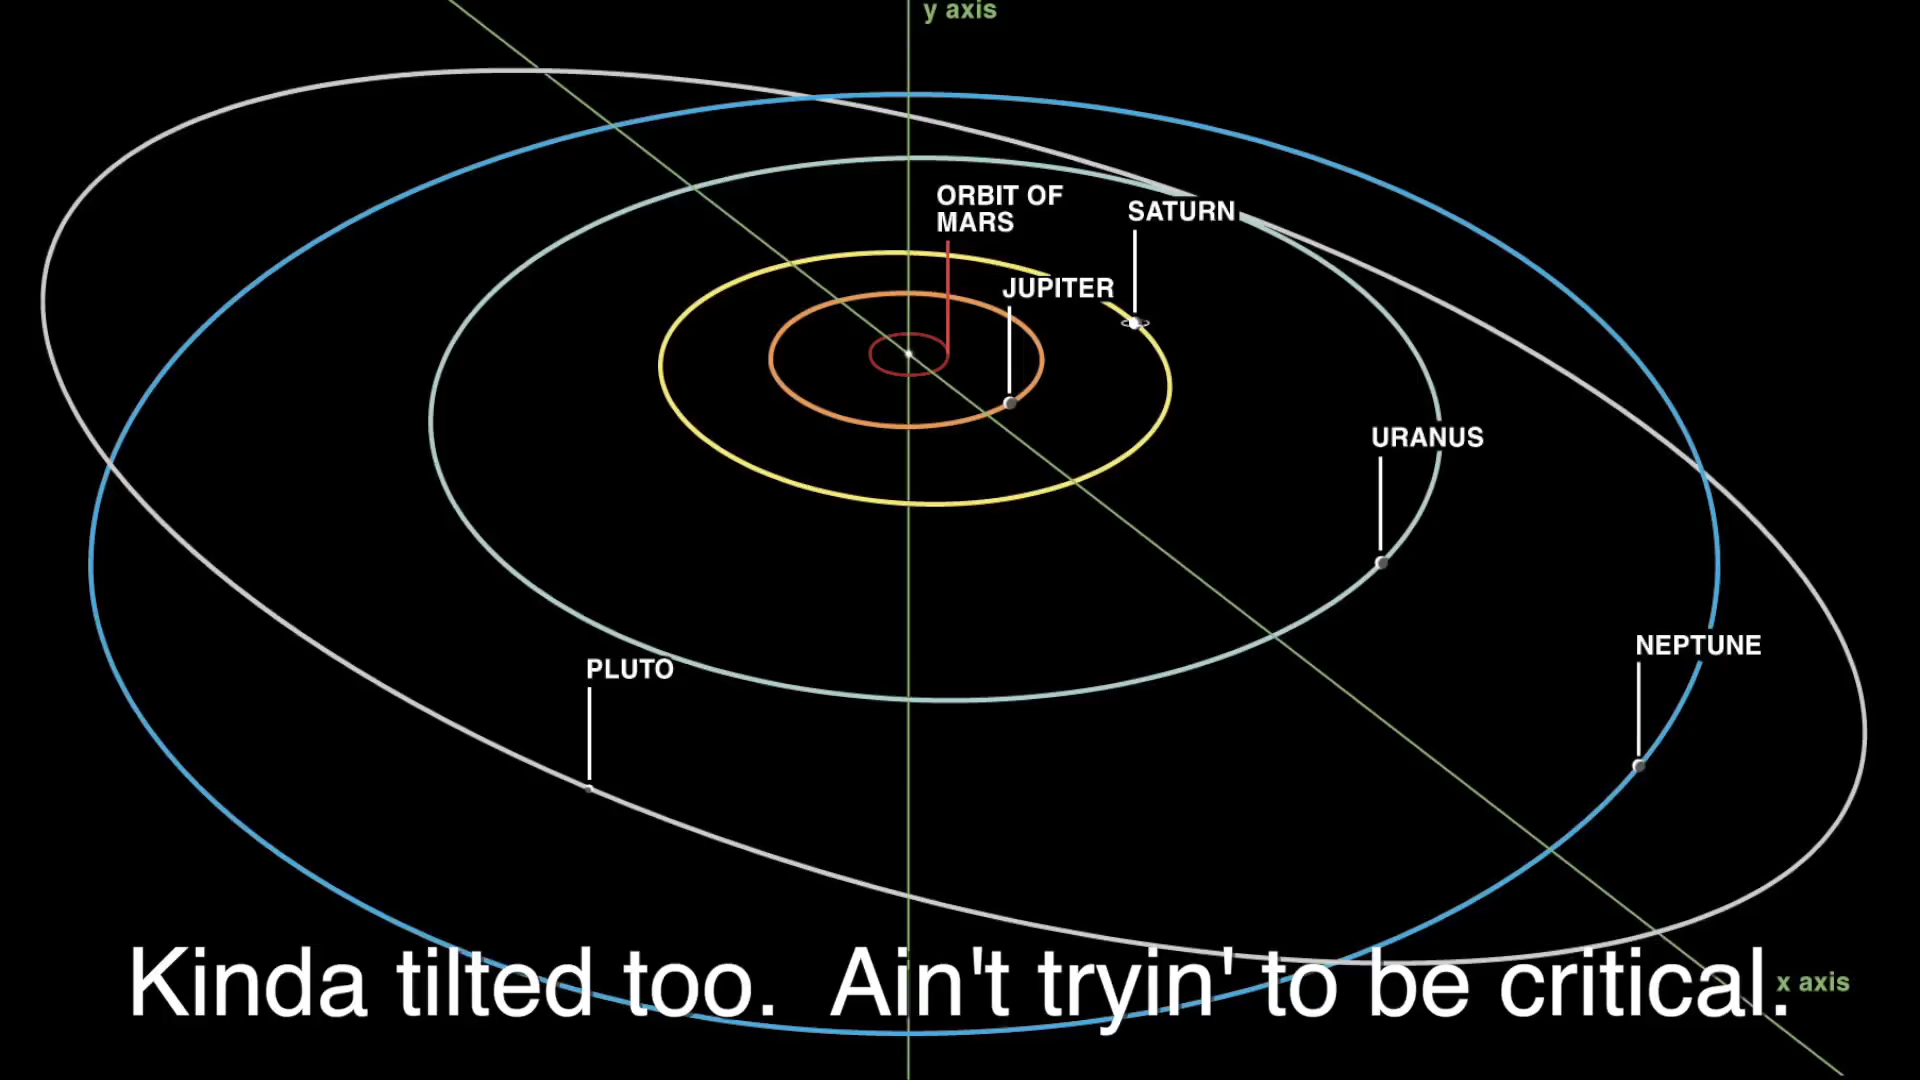 y axis
ORBIT OF
MARS
SATURN
JUPITER
URANUS
NEPTUNE
PLUTO
Kinda tilted too.  Ain't tryin' to be critical.
x axis